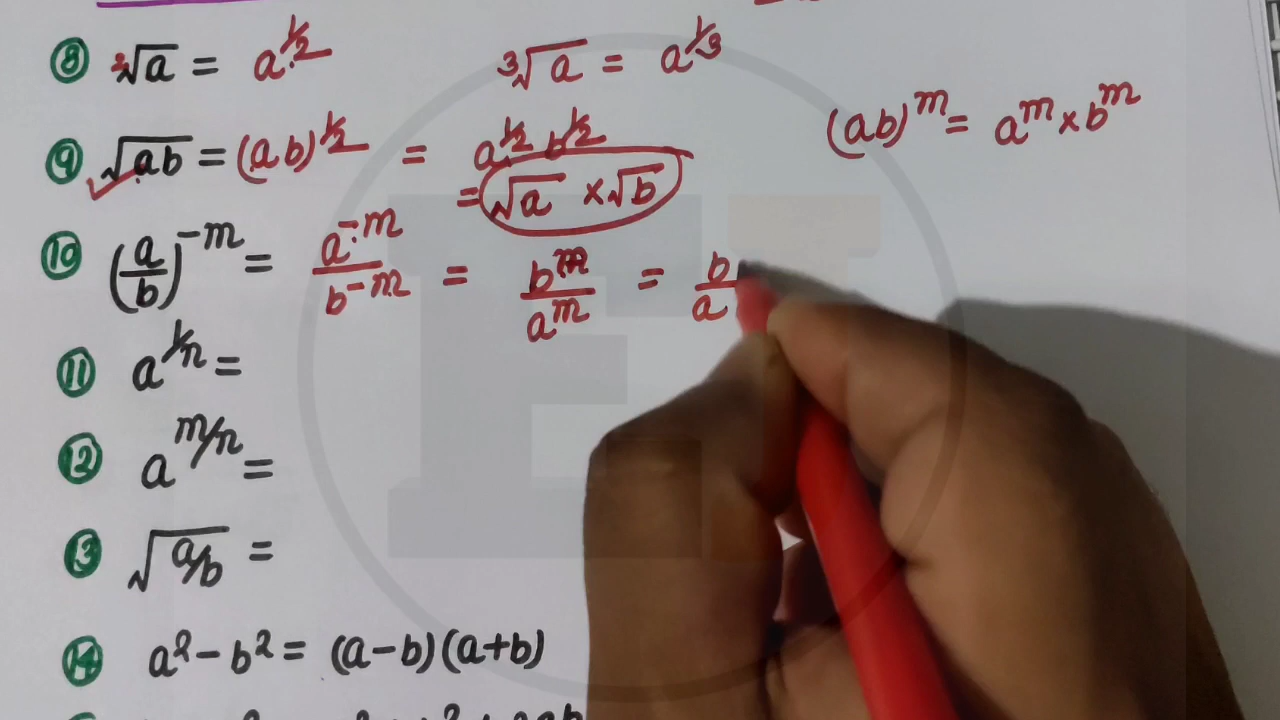 ⑧ ²√a = a^1/2   ³√a = a^1/3
(ab)^m = a^m × b^m
⑨ √ab = (ab)^1/2 = a^1/2 b^1/2
= √a × √b
⑩ (a/b)^-m = a^-m/b^-m = b^m/a^m = b/a
⑪ a^1/n =
⑫ a^m/n =
⑬ √a/b =
⑭ a² - b² = (a-b)(a+b)